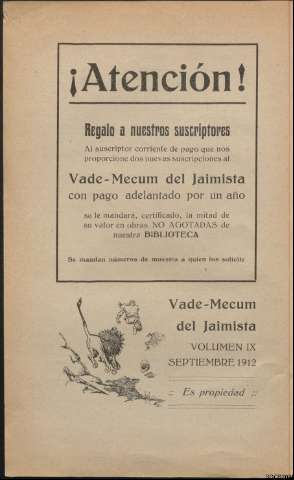 ¡Atención!
Regalo a nuestros suscriptores
Al suscriptor corriente de pago que nos
proporcione dos nuevas suscripciones al
Vade-Mecum del Jaimista
con pago adelantado por un año
se le mandará, certificado, la mitad de
su valor en obras NO AGOTADAS de
nuestra BIBLIOTECA
Se mandan números de muestra a quien los solicite
Vade-Mecum
del Jaimista
VOLUMEN IX
SEPTIEMBRE 1912
:: Es propiedad ::